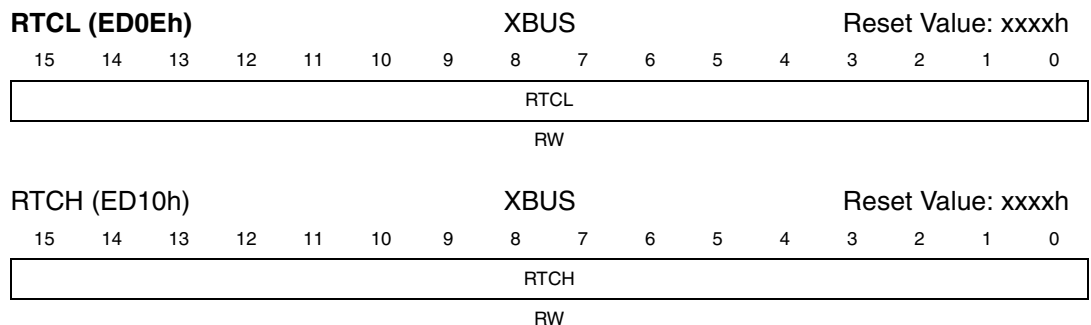 RTCL (ED0Eh) XBUS Reset Value: xxxxh
15 14 13 12 11 10 9 8 7 6 5 4 3 2 1 0
RTCL
RW
RTCH (ED10h) XBUS Reset Value: xxxxh
15 14 13 12 11 10 9 8 7 6 5 4 3 2 1 0
RTCH
RW